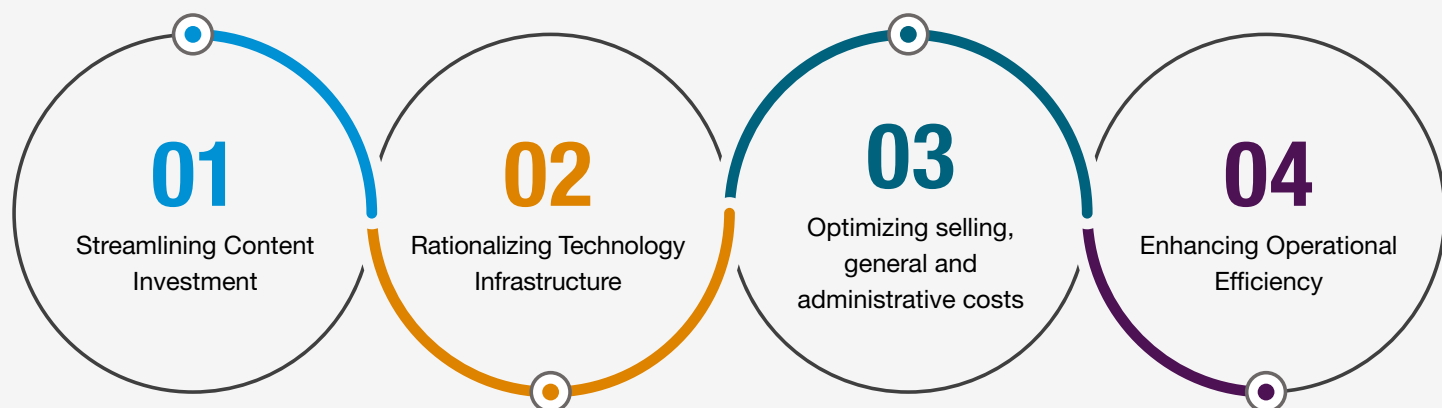 01
Streamlining Content
Investment
02
Rationalizing Technology
Infrastructure
03
Optimizing selling,
general and
administrative costs
04
Enhancing Operational
Efficiency